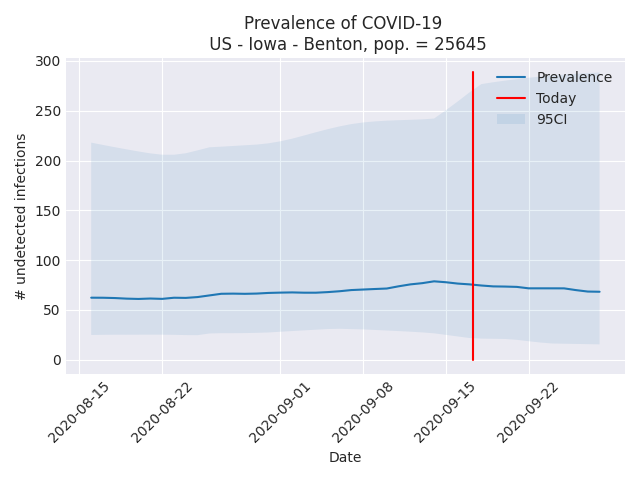 Prevalence of COVID-19
US - Iowa - Benton, pop. = 25645
300
250
200
150
100
50
0
# undetected infections
Prevalence
Today
95CI
2020-08-15
2020-08-22
2020-09-01
2020-09-08
2020-09-15
2020-09-22
Date